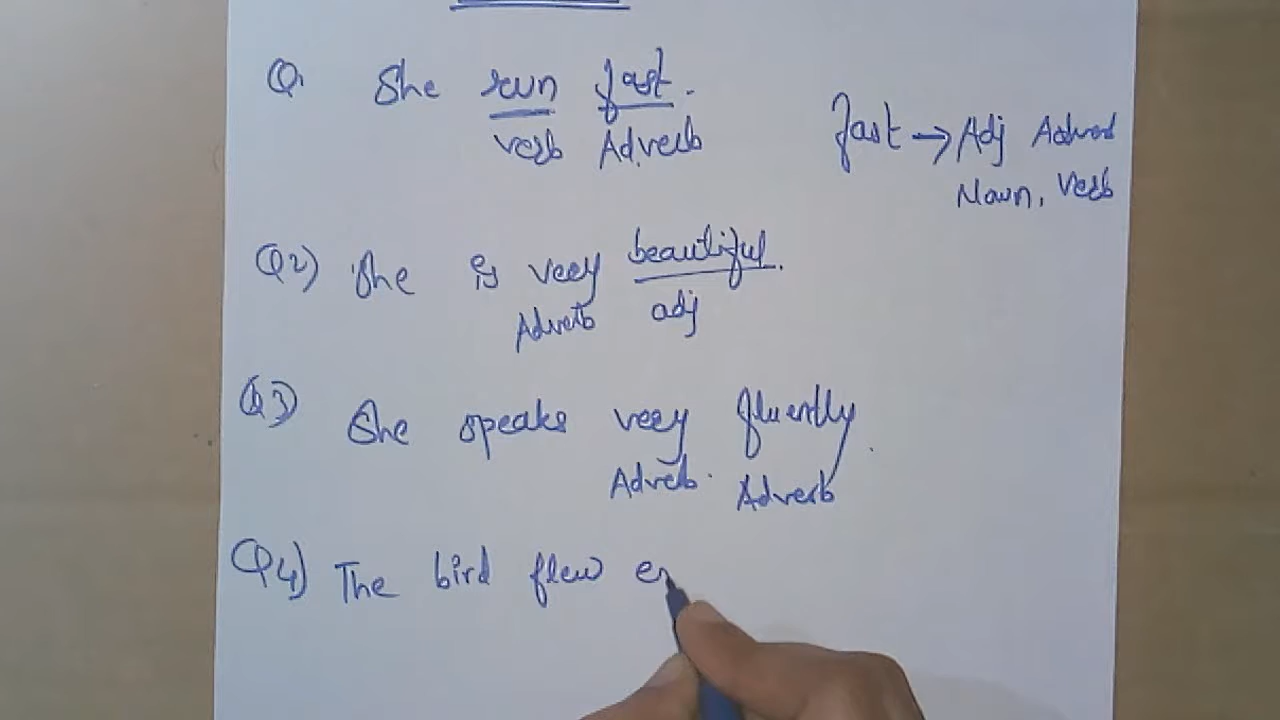 Q. She run fast.
verb Adverb
fast → Adj Adverb
Noun, Verb
Q2) She is very beautiful.
Adverb adj
Q3) She speaks very fluently.
Adverb. Adverb
Q4) The bird flew